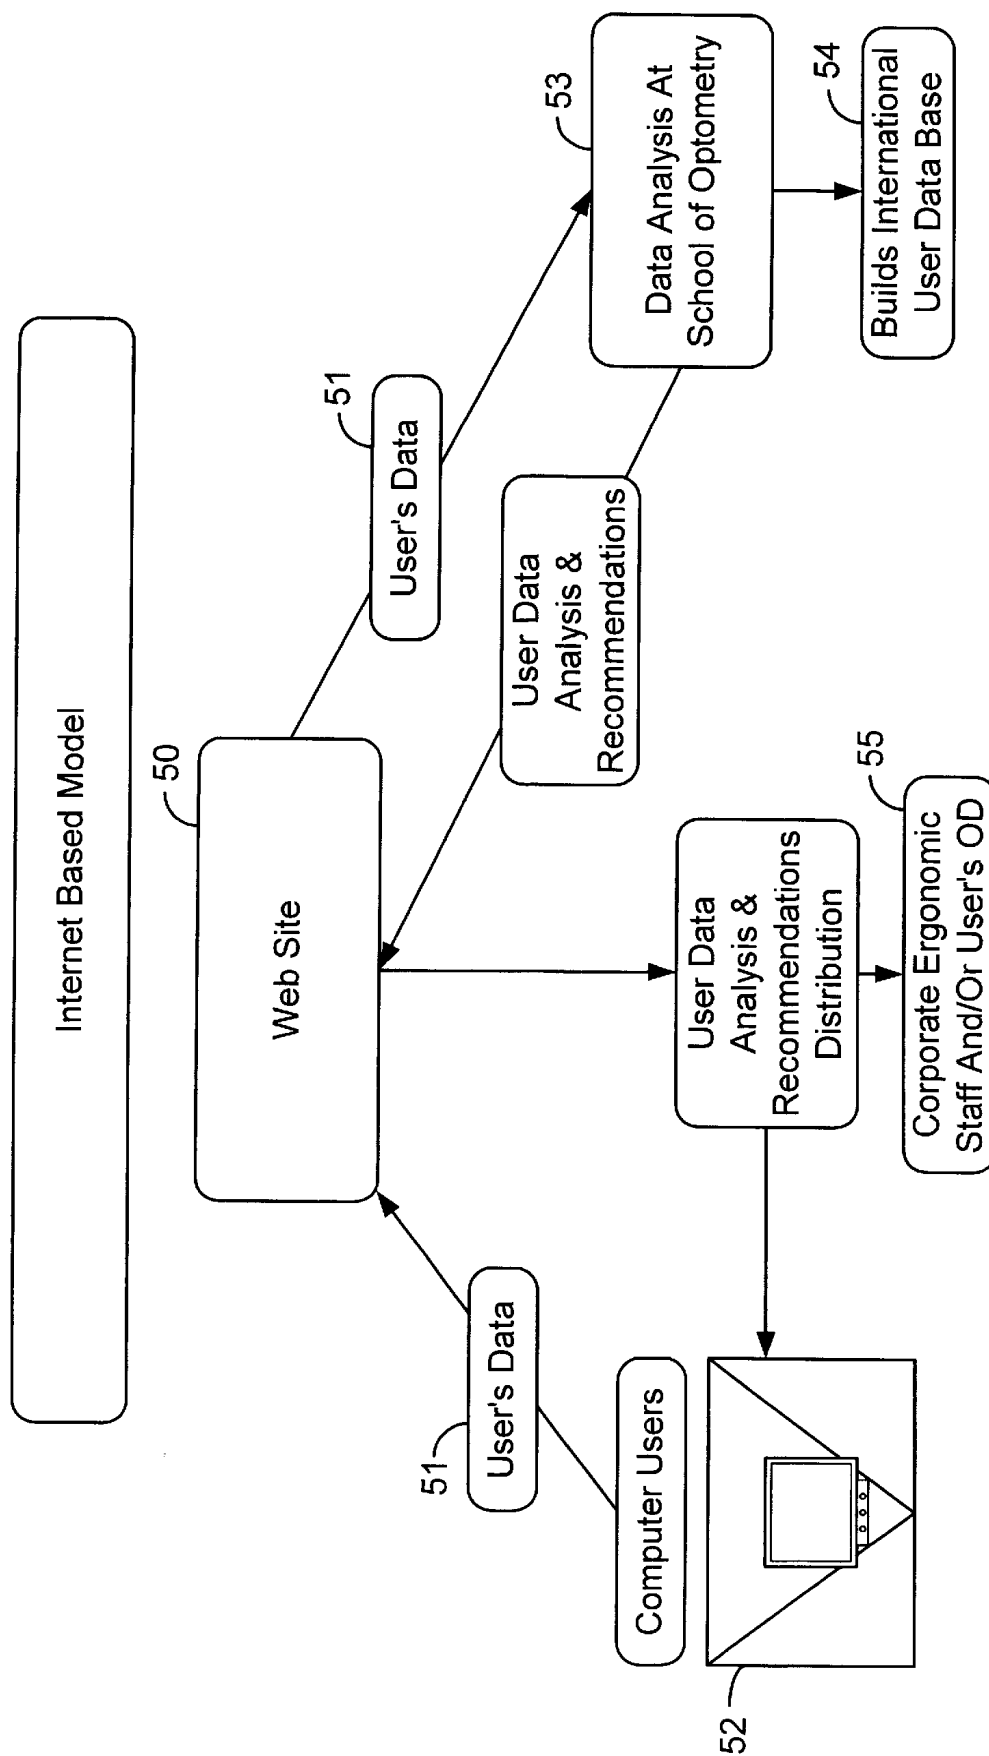 Internet Based Model
50
Web Site
51
User's Data
51
User's Data
53
Data Analysis At
School of Optometry
User Data
Analysis &
Recommendations
54
Builds International
User Data Base
Computer Users
52
User Data
Analysis &
Recommendations
Distribution
55
Corporate Ergonomic
Staff And/Or User's OD